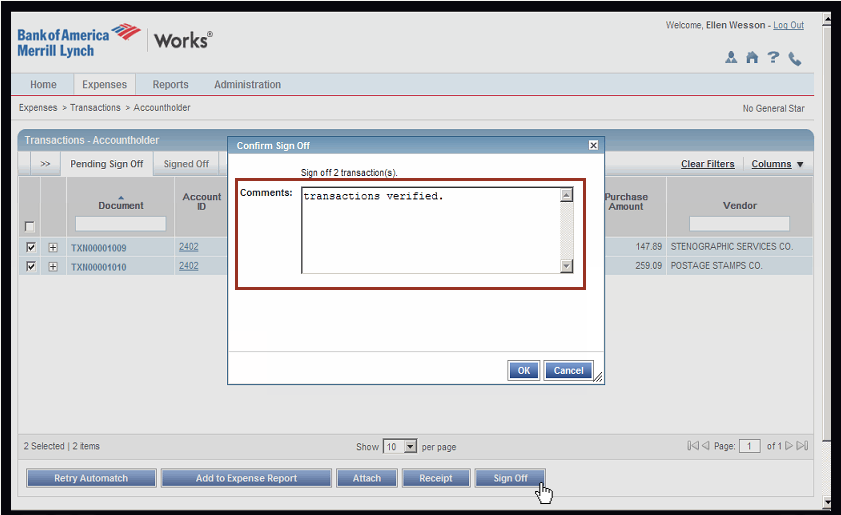 Welcome, Ellen Wesson - Log Out
Bank of America
Merrill Lynch
Works®
?
Home Expenses Reports Administration
Expenses > Transactions > Accountholder
No General Star
Transactions - Accountholder
>> Pending Sign Off Signed Off
Clear Filters Columns ▼
Document
Account
ID
Purchase
Amount
Vendor
TXN00001009 2402 147.89 STENOGRAPHIC SERVICES CO.
TXN00001010 2402 259.09 POSTAGE STAMPS CO.
Confirm Sign Off
Sign off 2 transaction(s).
Comments:
transactions verified.
OK Cancel
2 Selected | 2 items
Show 10 per page
Page: 1 of 1
Retry Automatch Add to Expense Report Attach Receipt Sign Off